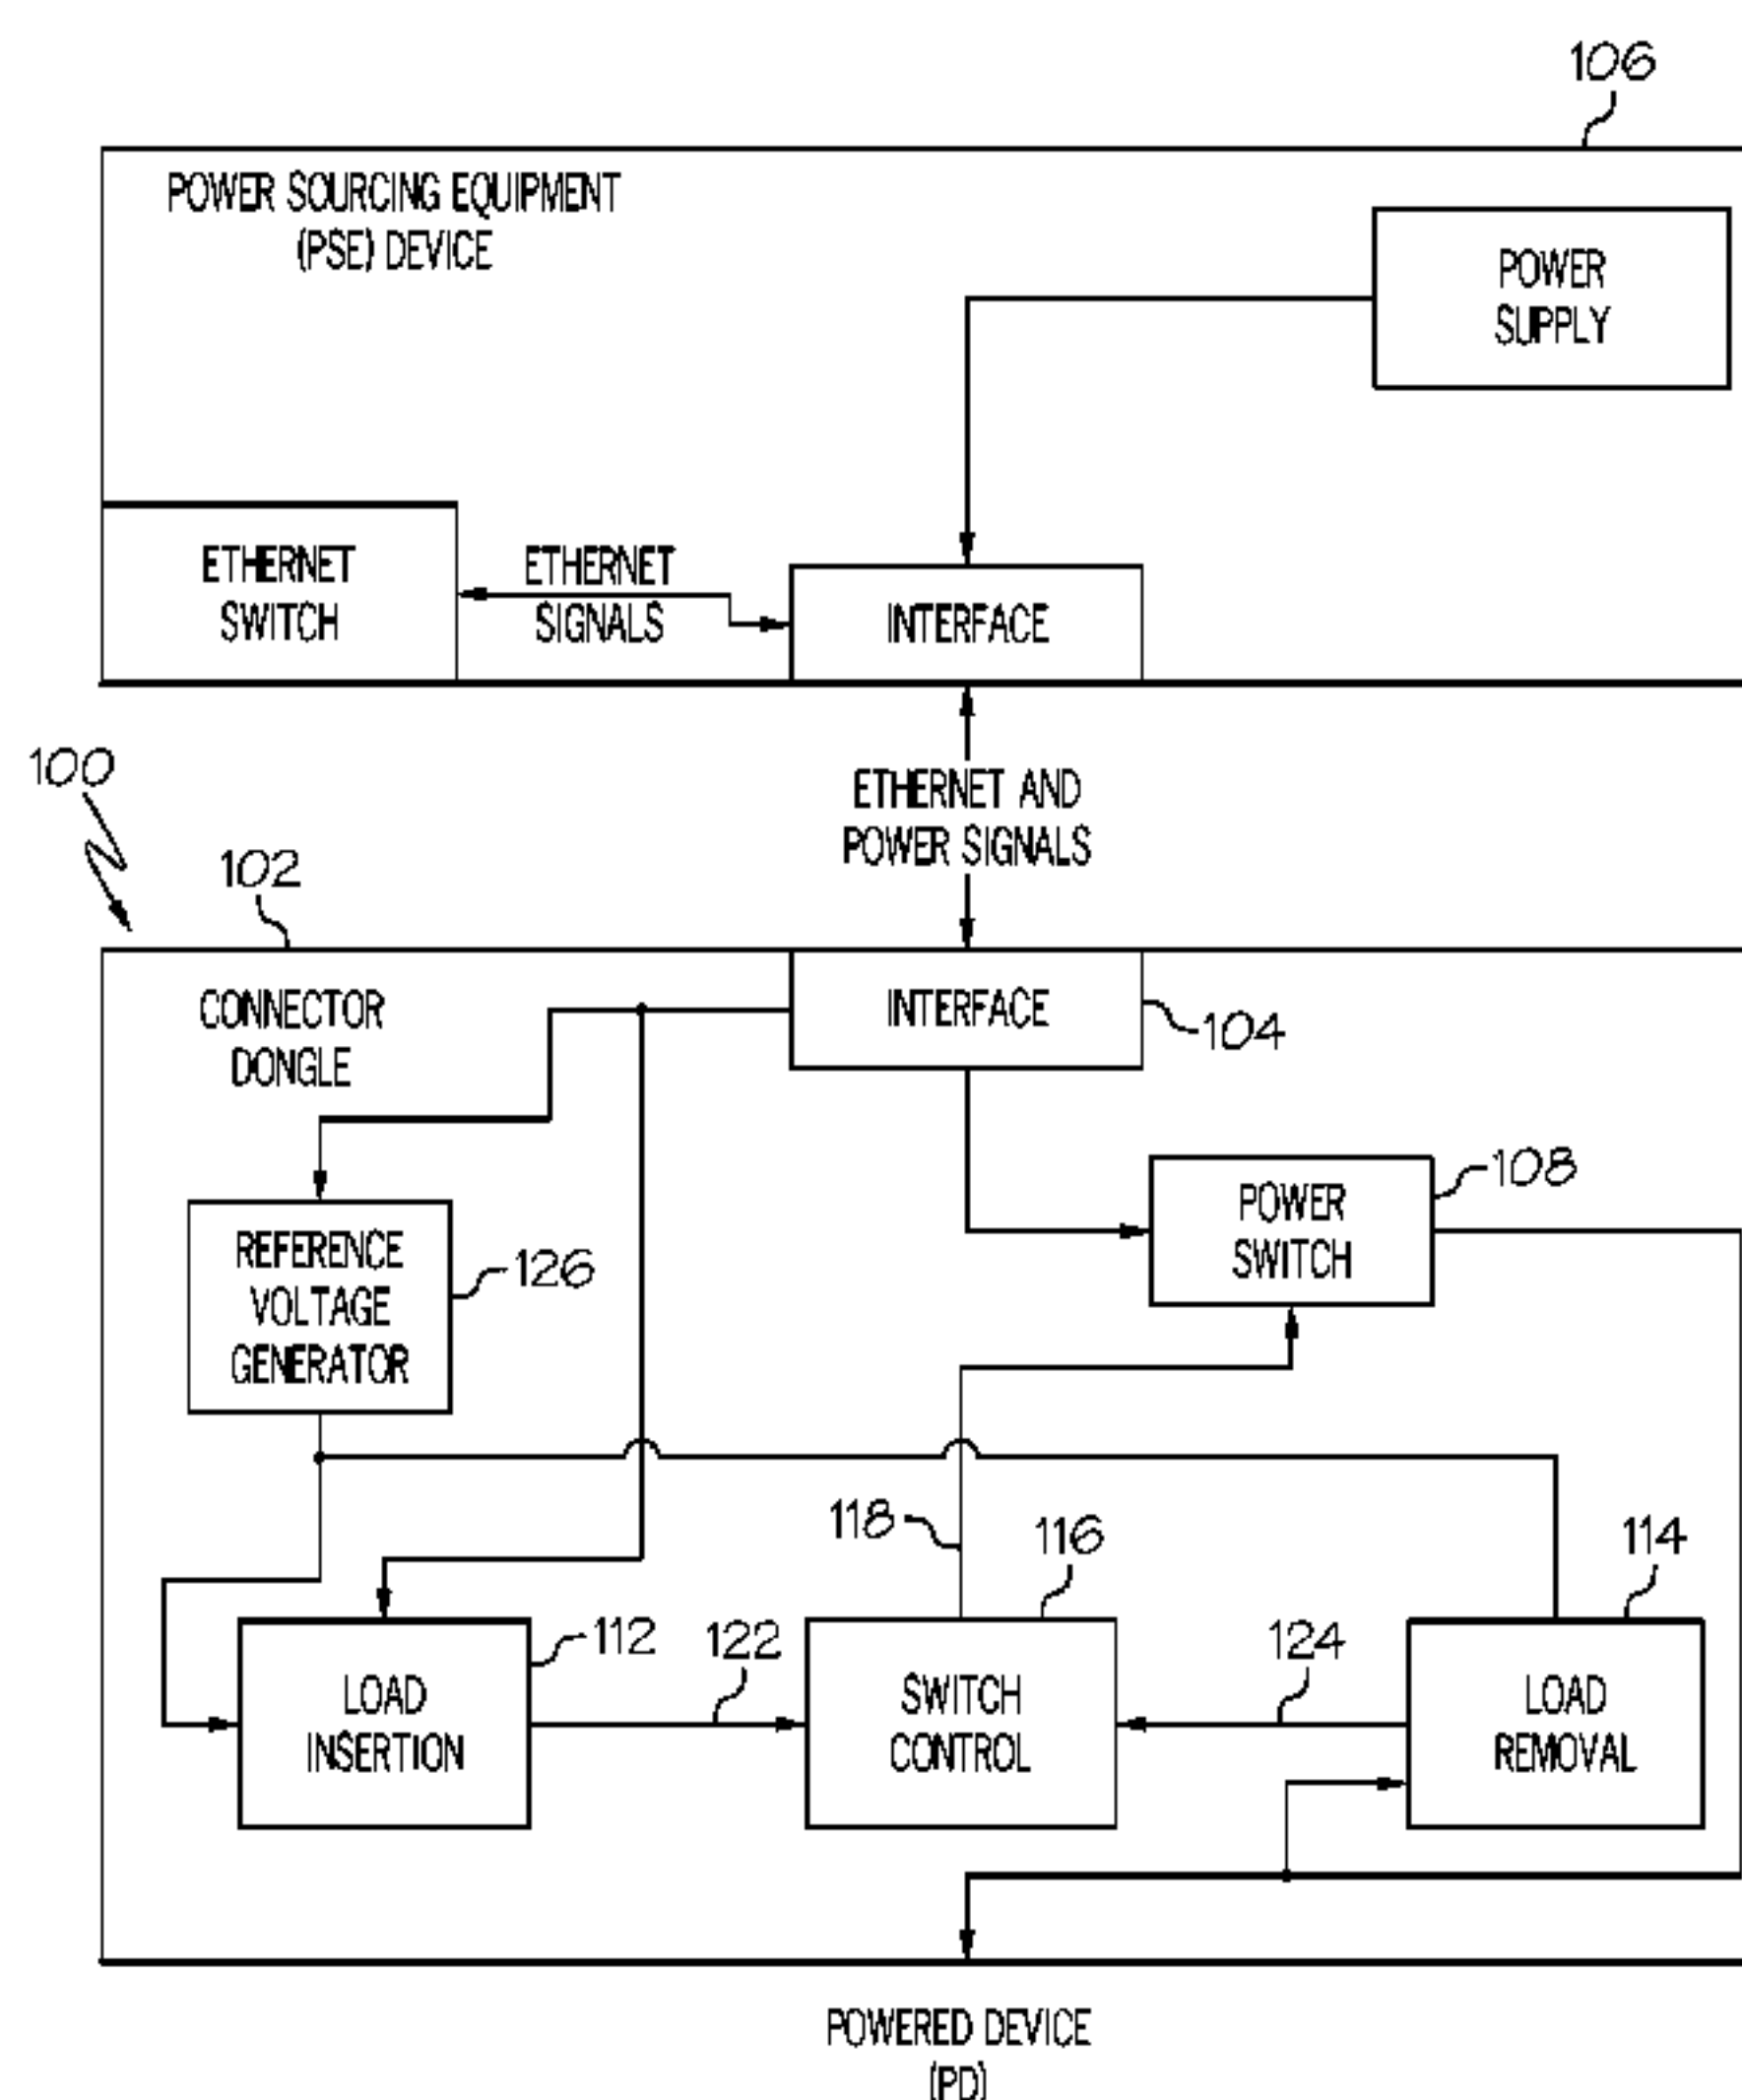 106
POWER SOURCING EQUIPMENT
(PSE) DEVICE
POWER
SUPPLY
ETHERNET
SWITCH
ETHERNET
SIGNALS
INTERFACE
100
ETHERNET AND
POWER SIGNALS
102
CONNECTOR
DONGLE
INTERFACE
104
108
POWER
SWITCH
REFERENCE
VOLTAGE
GENERATOR
126
118
116
114
112
122
124
LOAD
INSERTION
SWITCH
CONTROL
LOAD
REMOVAL
POWERED DEVICE
(PD)